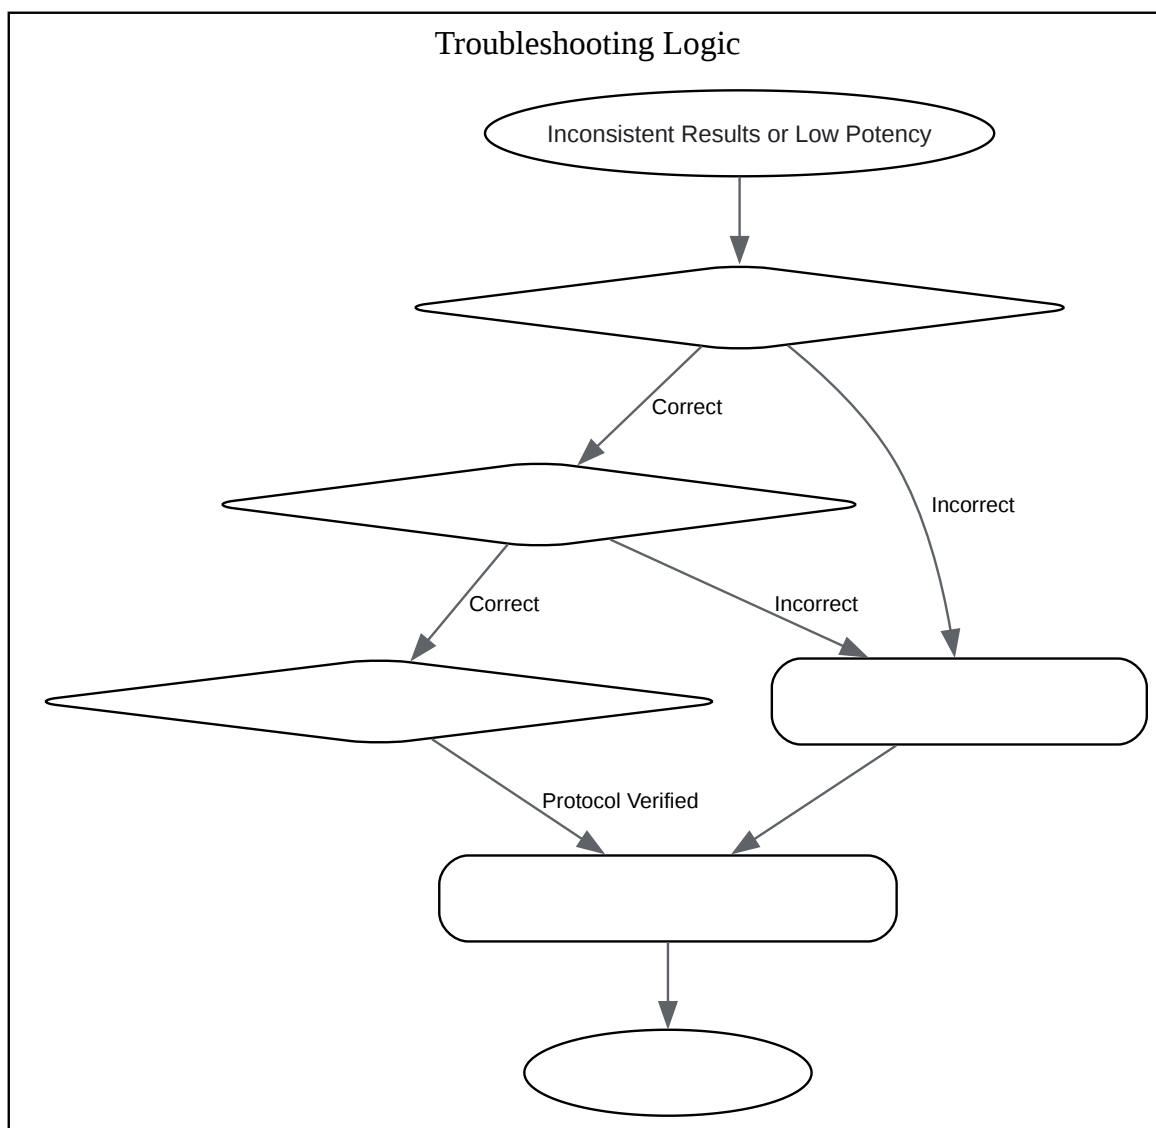 Troubleshooting Logic
Inconsistent Results or Low Potency
Correct
Incorrect
Correct
Incorrect
Protocol Verified